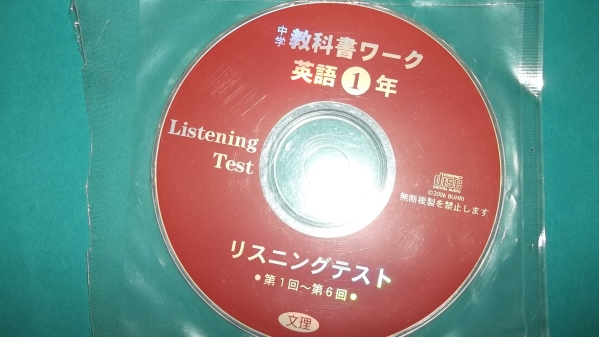 中学 教科書ワーク
英語 1 年
Listening
Test
disc
©2006 BUNRI
無断複製を禁止します
リスニングテスト
●第1回～第6回●
文理